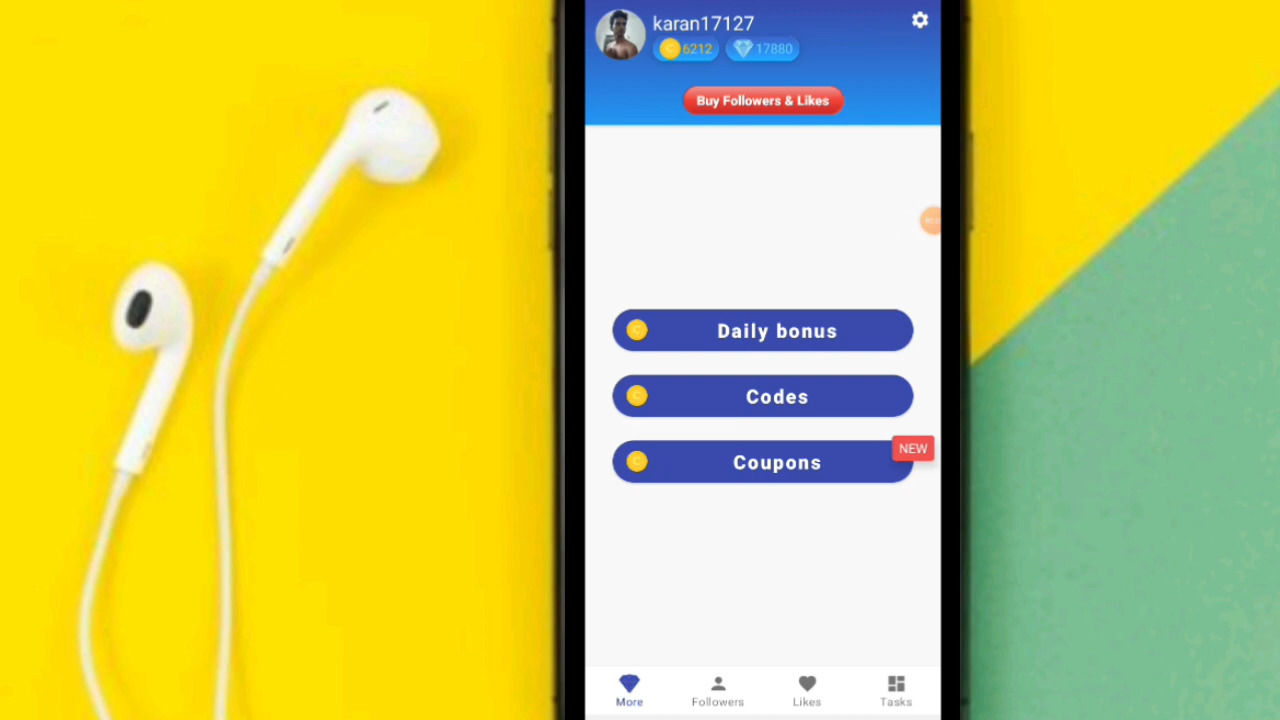 karan17127
6212 17880
Buy Followers & Likes
Daily bonus
Codes
Coupons
NEW
More Followers Likes Tasks